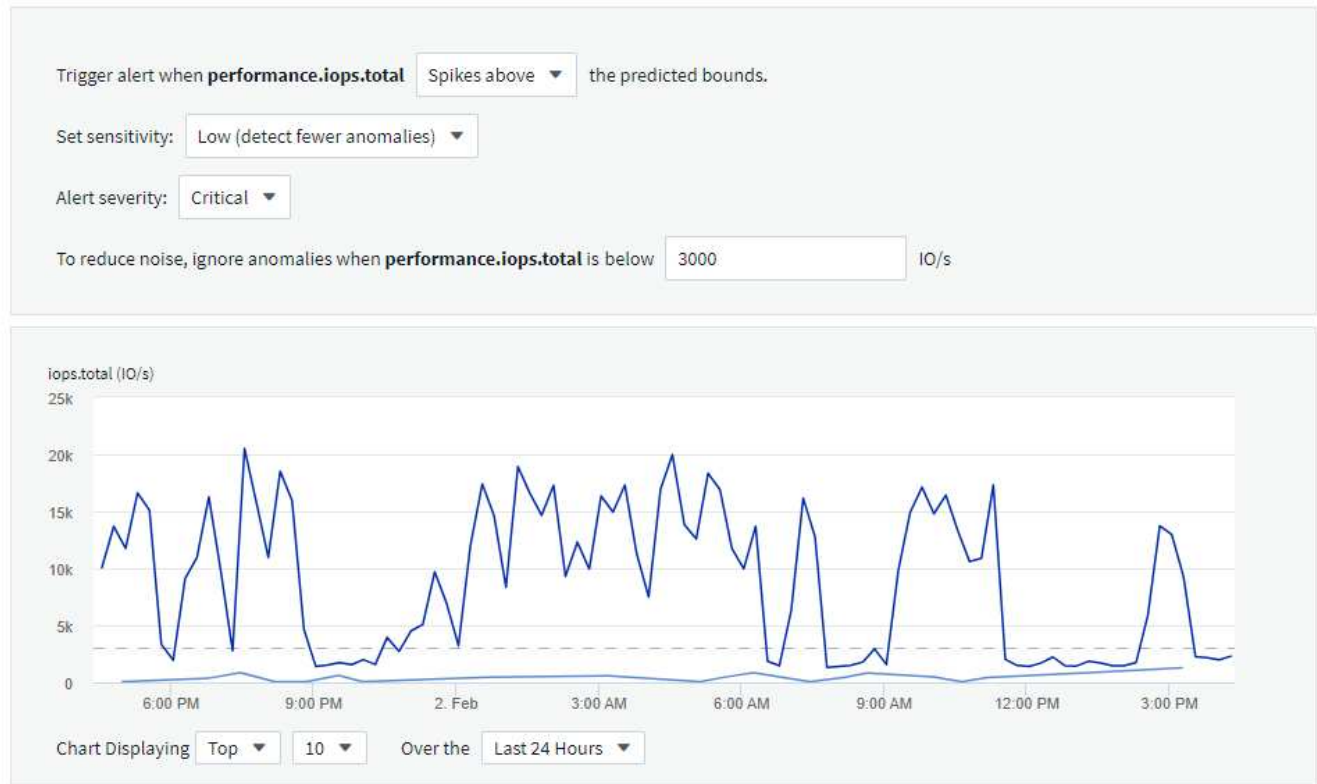 Trigger alert when performance.iops.total Spikes above the predicted bounds.
Set sensitivity: Low (detect fewer anomalies)
Alert severity: Critical
To reduce noise, ignore anomalies when performance.iops.total is below 3000 IO/s
iops.total (IO/s)
25k
20k
15k
10k
5k
0
6:00 PM 9:00 PM 2. Feb 3:00 AM 6:00 AM 9:00 AM 12:00 PM 3:00 PM
Chart Displaying Top 10 Over the Last 24 Hours